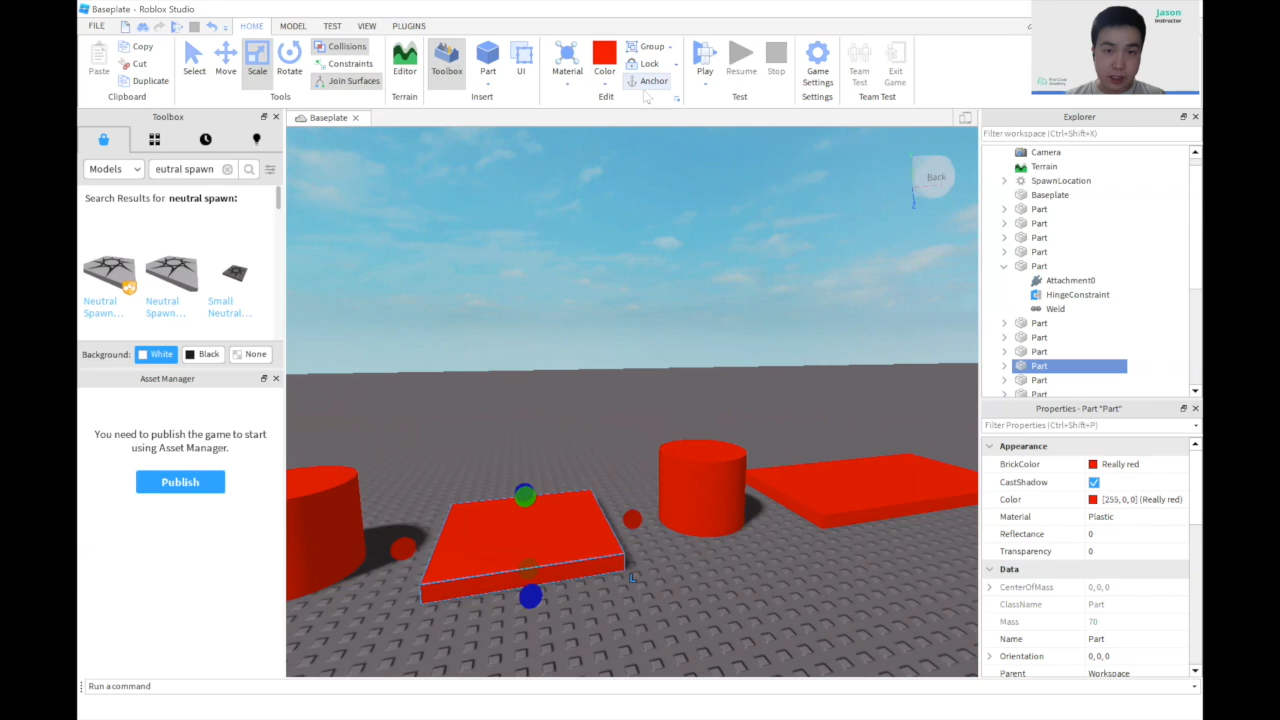 Baseplate - Roblox Studio
FILE HOME MODEL TEST VIEW PLUGINS
Jason
Instructor
Copy
Cut
Duplicate
Paste
Clipboard
Select Move Scale Rotate
Tools
Collisions
Constraints
Join Surfaces
Editor
Terrain
Toolbox Part UI
Insert
Material Color
Group
Lock
Anchor
Edit
Play Resume Stop
Test
Game
Settings
Settings
Team
Test
Exit
Game
Team Test
Toolbox
Models eutral spawn
Search Results for neutral spawn:
Neutral
Spawn...
Neutral
Spawn...
Small
Neutral...
Background: White Black None
Asset Manager
You need to publish the game to start
using Asset Manager.
Publish
Baseplate
Back
Z
L
Explorer
Filter workspace (Ctrl+Shift+X)
Camera
Terrain
SpawnLocation
Baseplate
Part
Part
Part
Part
Part
Attachment0
HingeConstraint
Weld
Part
Part
Part
Part
Part
Part
Properties - Part "Part"
Filter Properties (Ctrl+Shift+P)
Appearance
BrickColor Really red
CastShadow
Color [255, 0, 0] (Really red)
Material Plastic
Reflectance 0
Transparency 0
Data
CenterOfMass 0, 0, 0
ClassName Part
Mass 70
Name Part
Orientation 0, 0, 0
Parent Workspace
Run a command